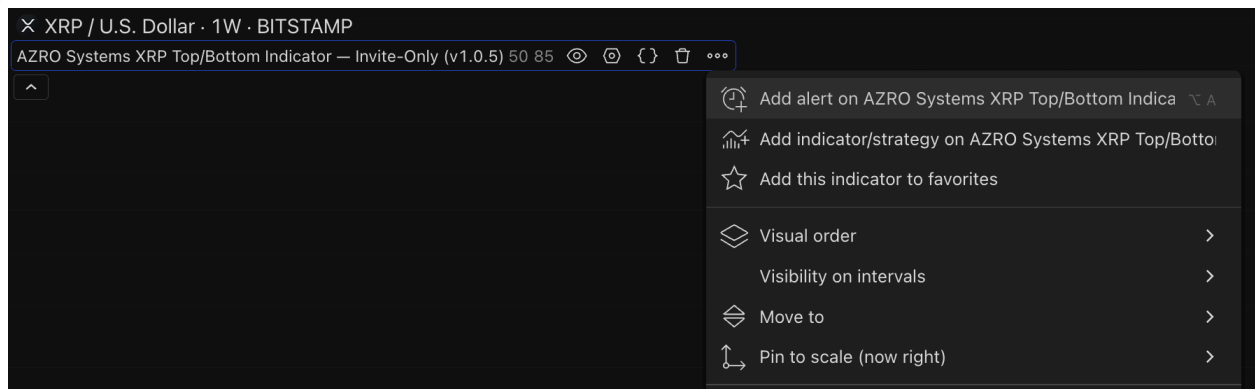 XRP / U.S. Dollar · 1W · BITSTAMP
AZRO Systems XRP Top/Bottom Indicator — Invite-Only (v1.0.5) 50 85
Add alert on AZRO Systems XRP Top/Bottom Indica ⌥ A
Add indicator/strategy on AZRO Systems XRP Top/Botto
Add this indicator to favorites
Visual order
Visibility on intervals
Move to
Pin to scale (now right)